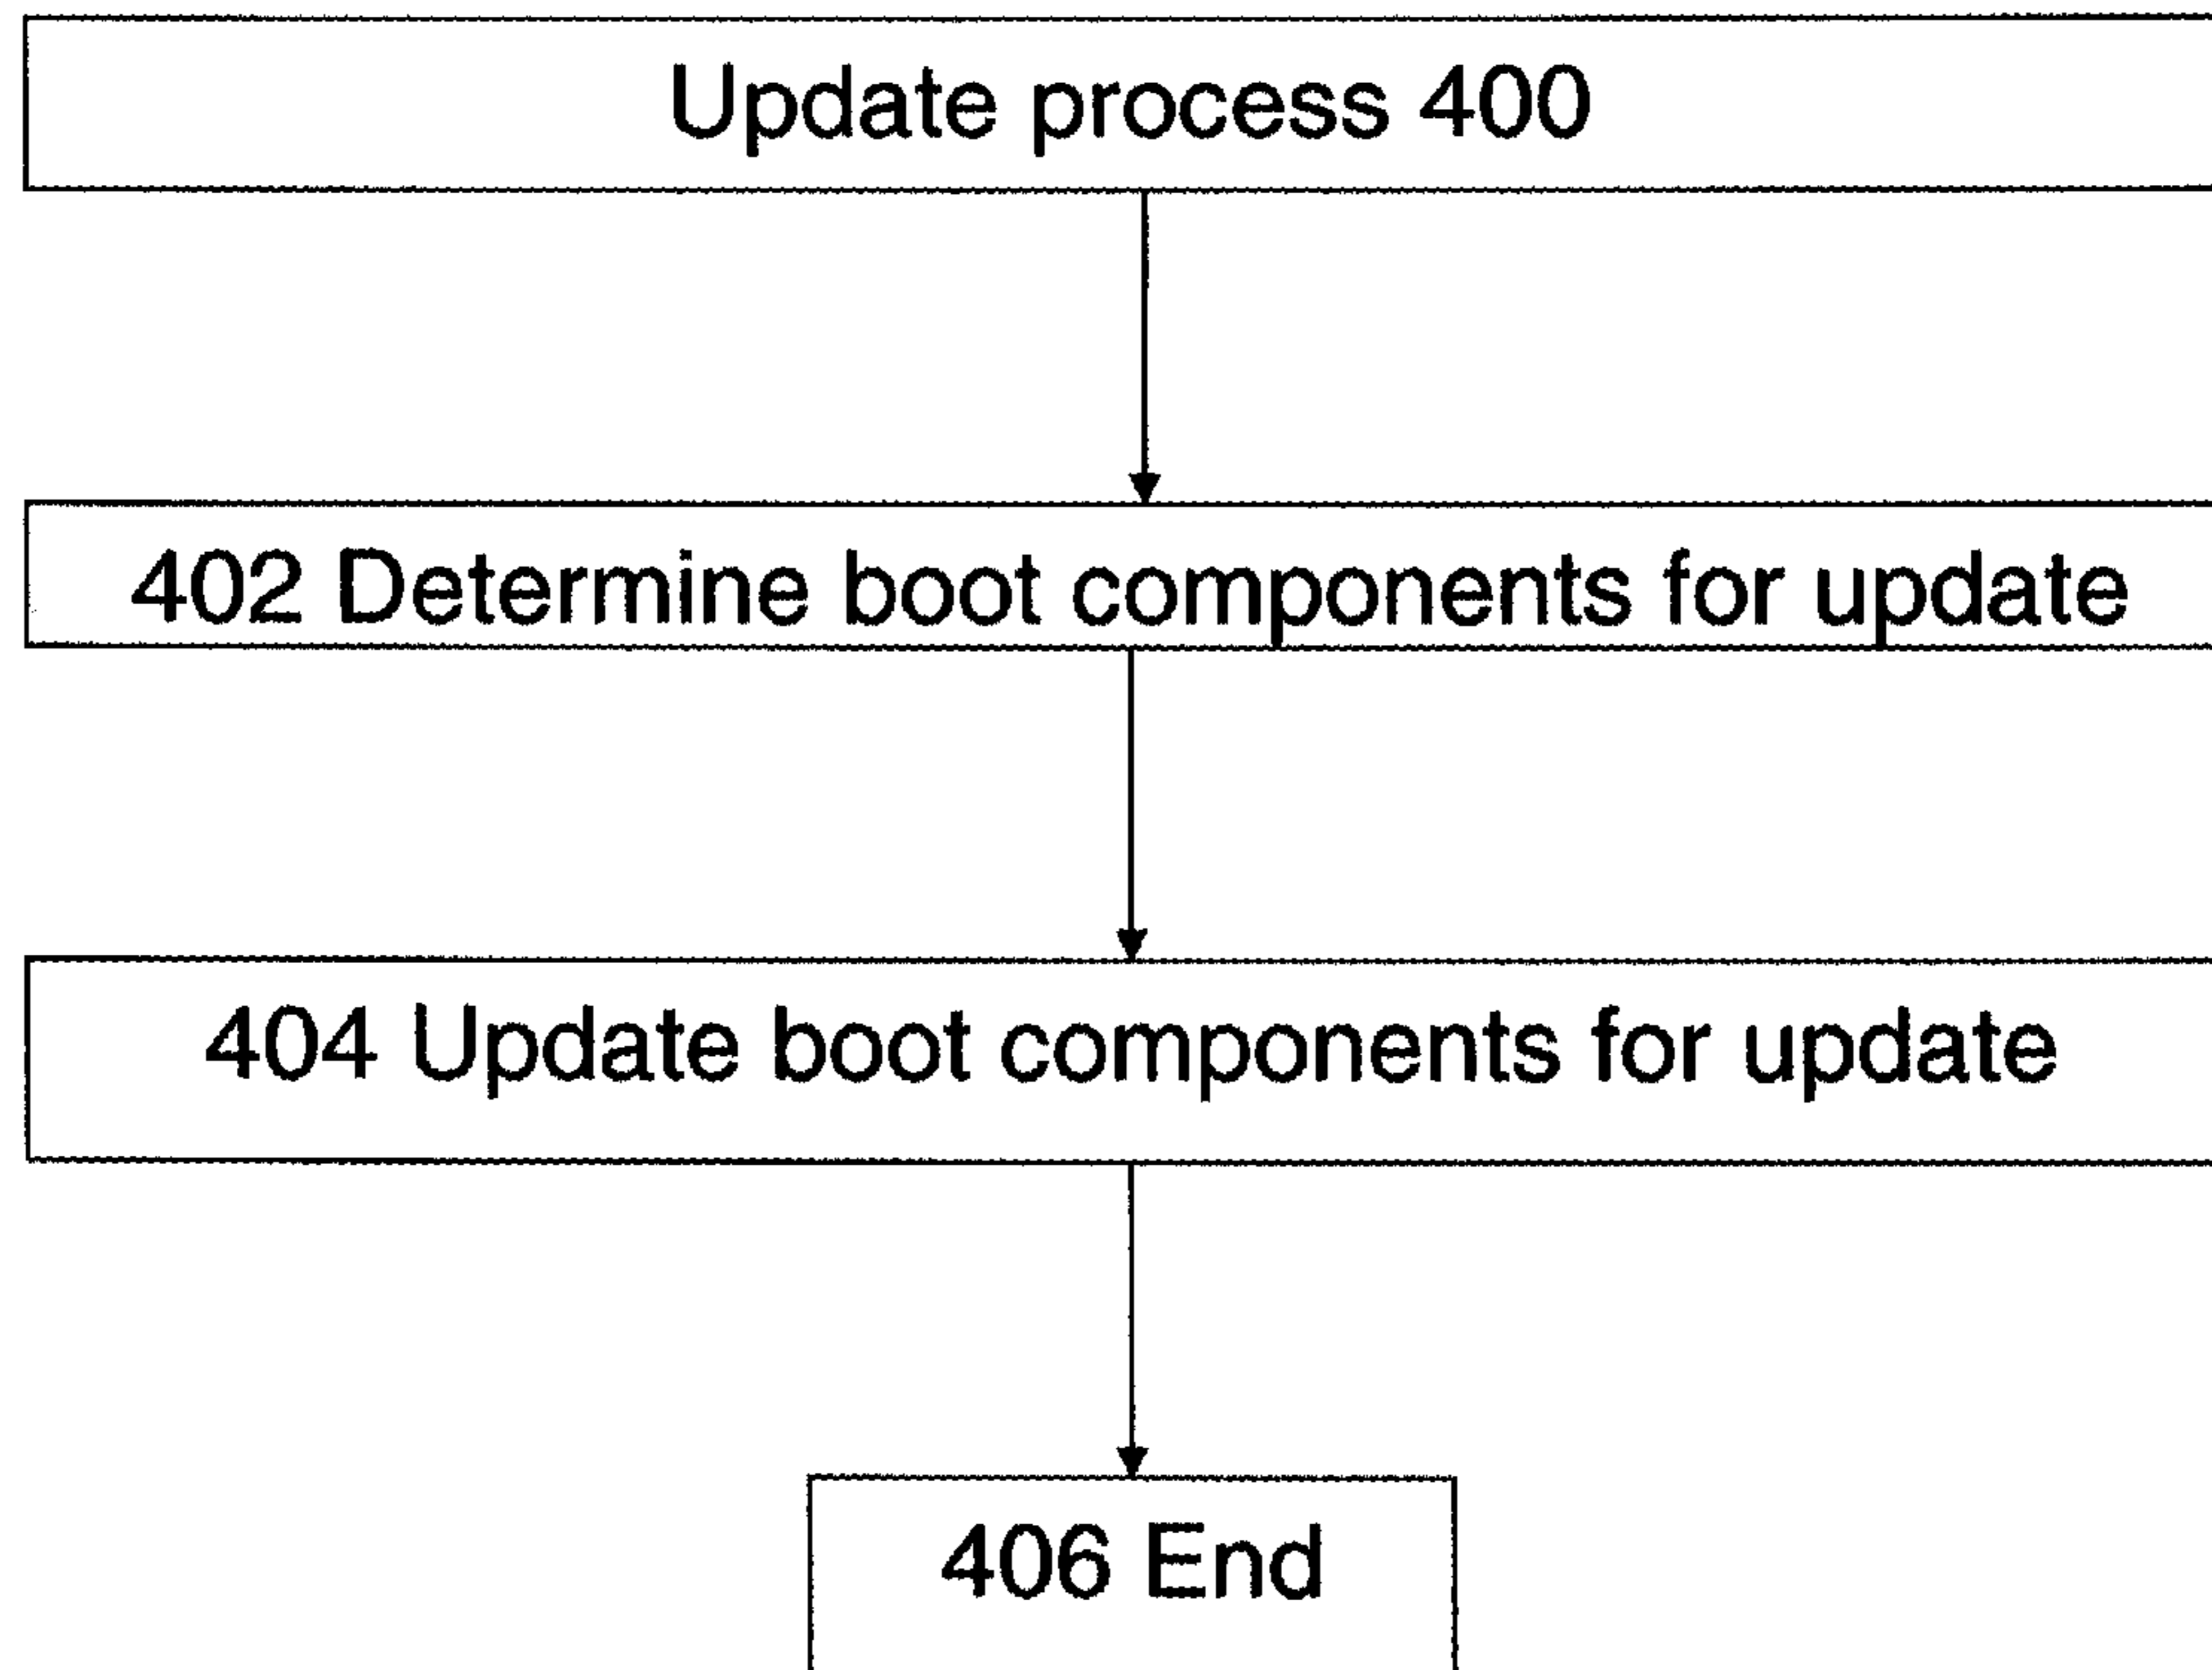 Update process 400
402 Determine boot components for update
404 Update boot components for update
406 End